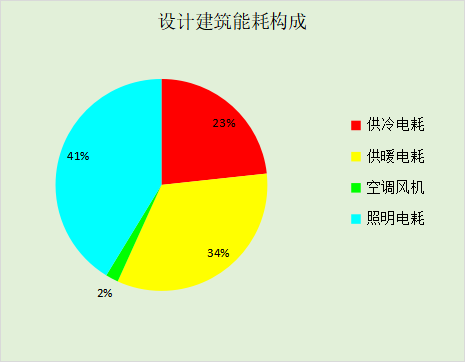 设计建筑能耗构成
23%
34%
2%
41%
供冷电耗
供暖电耗
空调风机
照明电耗